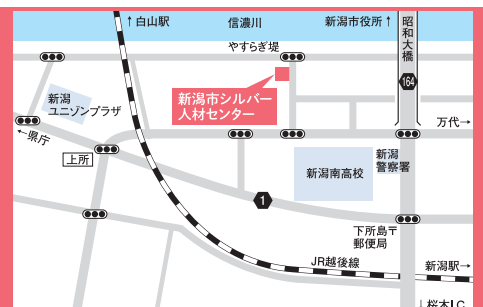 ↑白山駅
信濃川
新潟市役所↑
昭和大橋
やすらぎ堤
164
新潟
ユニゾンプラザ
新潟市シルバー
人材センター
万代→
←県庁
上所
新潟
警察署
新潟南高校
1
下所島〒
郵便局
JR越後線
新潟駅→
↓桜木I.C